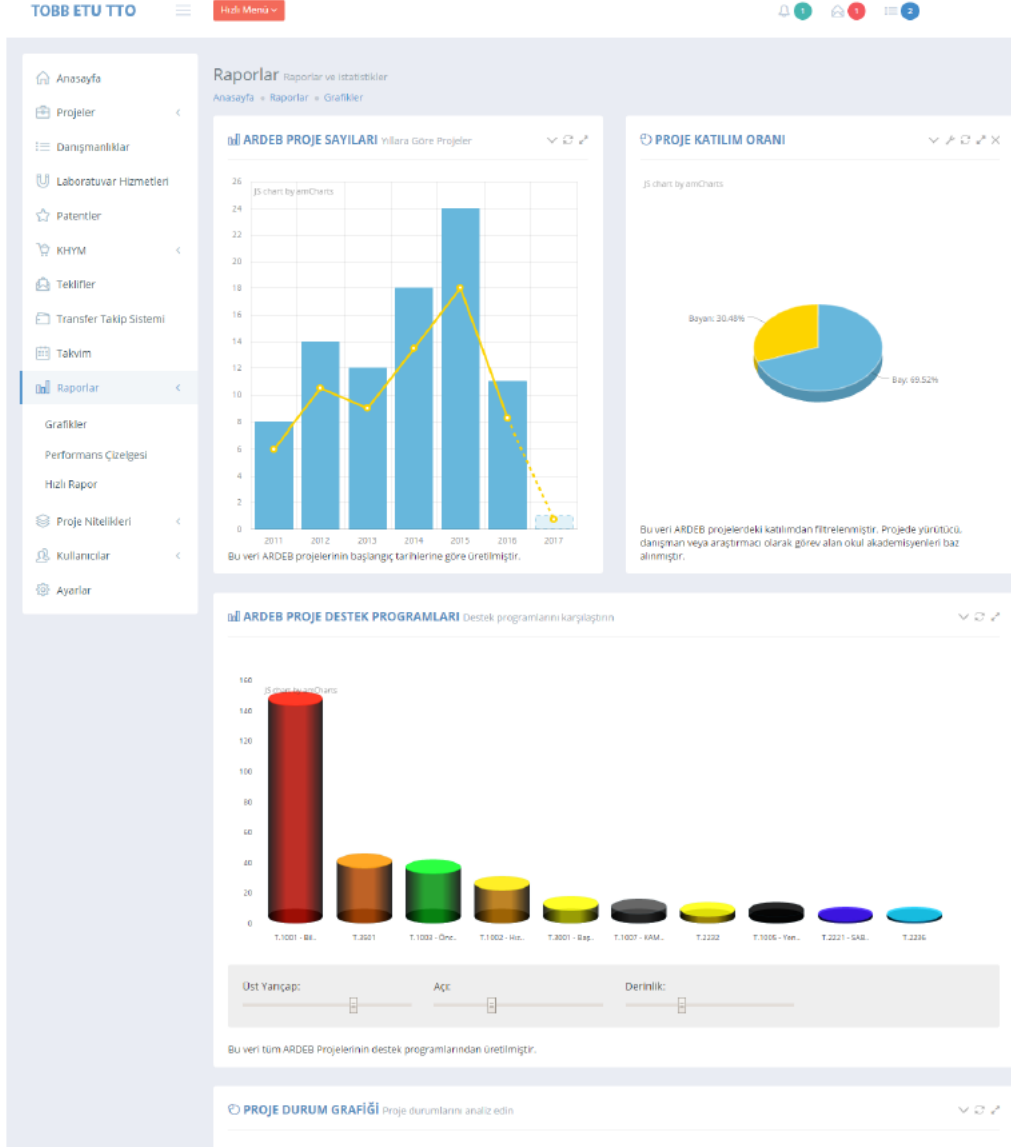 TOBB ETU TTO
Hızlı Menü
1
1
2
Anasayfa
Projeler
Danışmanlıklar
Laboratuvar Hizmetleri
Patentler
KHYM
Teklifler
Transfer Takip Sistemi
Takvim
Raporlar
Grafikler
Performans Çizelgesi
Hızlı Rapor
Proje Nitelikleri
Kullanıcılar
Ayarlar
Raporlar Raporlar ve istatistikler
Anasayfa Raporlar Grafikler
ARDEB PROJE SAYILARI Yıllara Göre Projeler
JS chart by amCharts
26
24
22
20
18
16
14
12
10
8
6
4
2
0
2011 2012 2013 2014 2015 2016 2017
Bu veri ARDEB projelerinin başlangıç tarihlerine göre üretilmiştir.
PROJE KATILIM ORANI
JS chart by amCharts
Bayan: 30.48%
Bay: 69.52%
Bu veri ARDEB projelerdeki katılımdan filtrelenmiştir. Projede yürütücü,
danışman veya araştırmacı olarak görev alan okul akademisyenleri baz
alınmıştır.
ARDEB PROJE DESTEK PROGRAMLARI Destek programlarını karşılaştırın
JS chart by amCharts
160
140
120
100
80
60
40
20
0
T.1001 - Bil.. T.3501 T.1003 - Önc.. T.1002 - Hız.. T.3001 - Baş.. T.1007 - KAM.. T.2232 T.1005 - Yen.. T.2221 - SAB.. T.2236
Üst Yarıçap: Açı: Derinlik:
Bu veri tüm ARDEB Projelerinin destek programlarından üretilmiştir.
PROJE DURUM GRAFİĞİ Proje durumlarını analiz edin